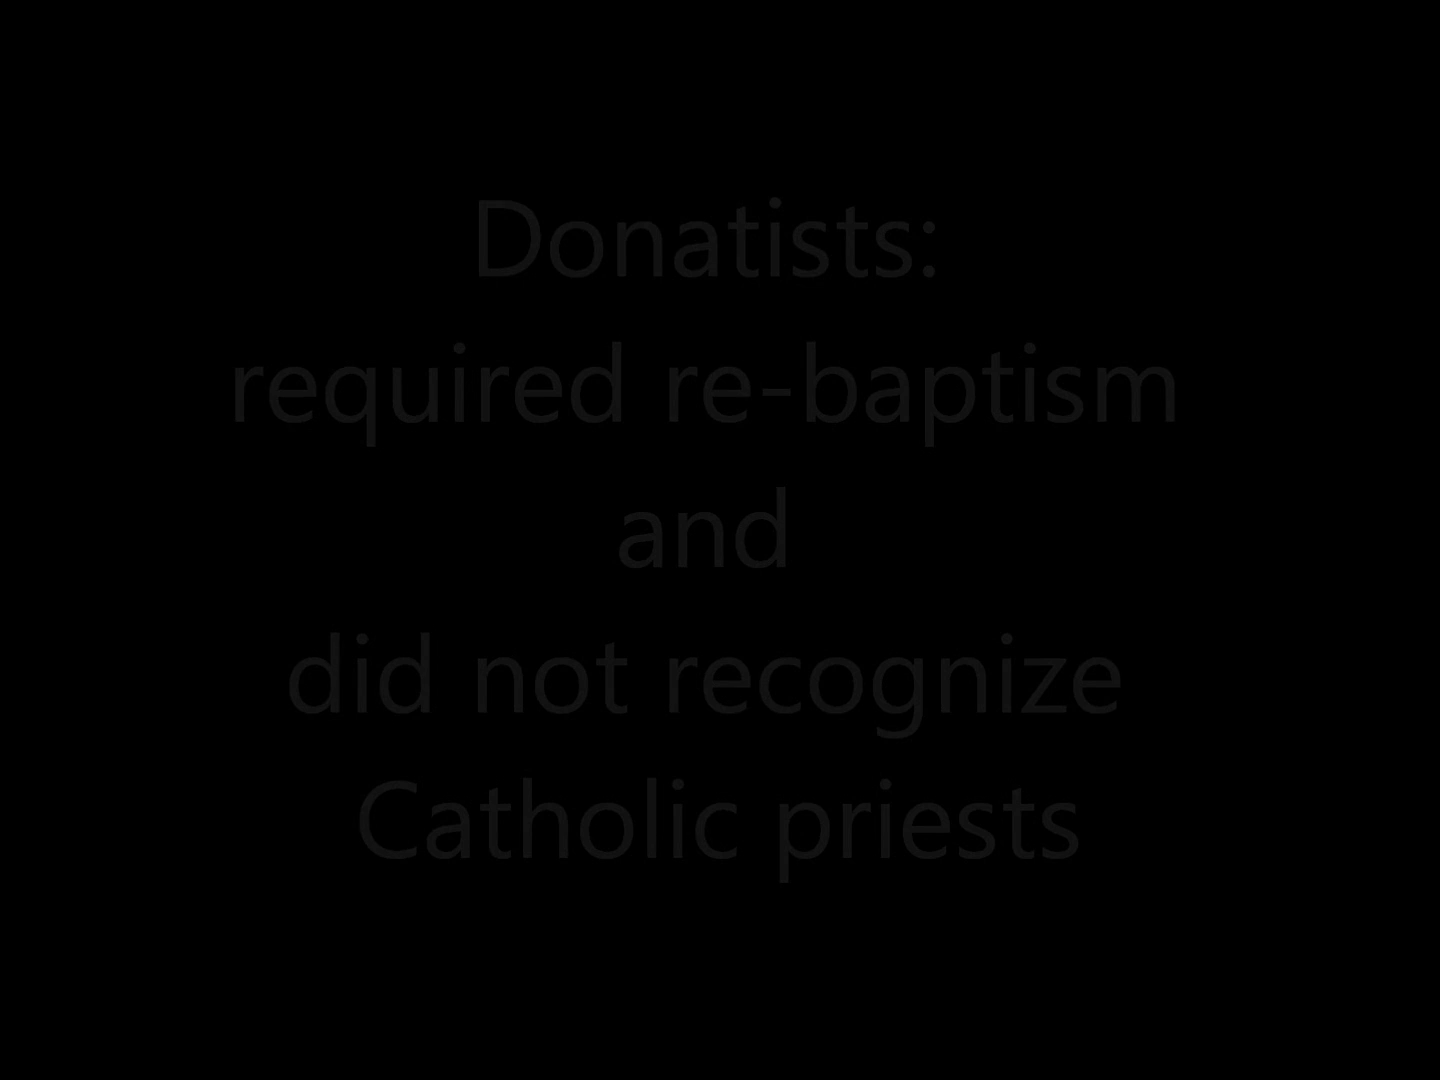 Donatists:
required re-baptism
and
did not recognize
Catholic priests